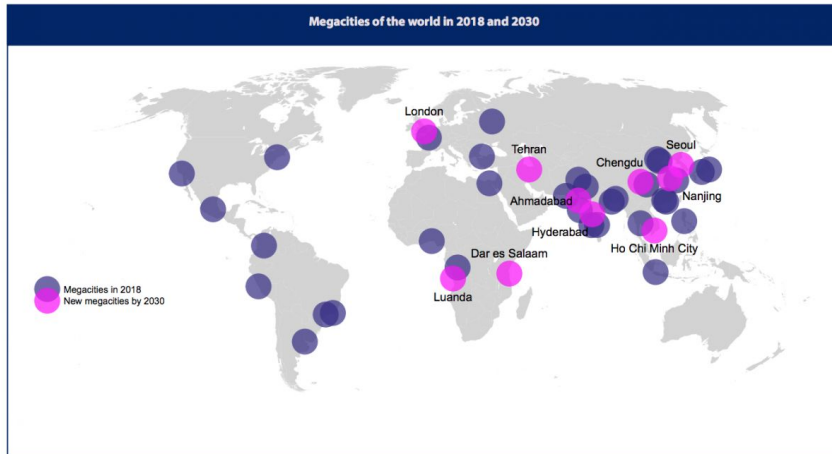 Megacities of the world in 2018 and 2030
London
Seoul
Tehran
Chengdu
Ahmadabad
Nanjing
Hyderabad
Ho Chi Minh City
Dar es Salaam
Luanda
Megacities in 2018
New megacities by 2030